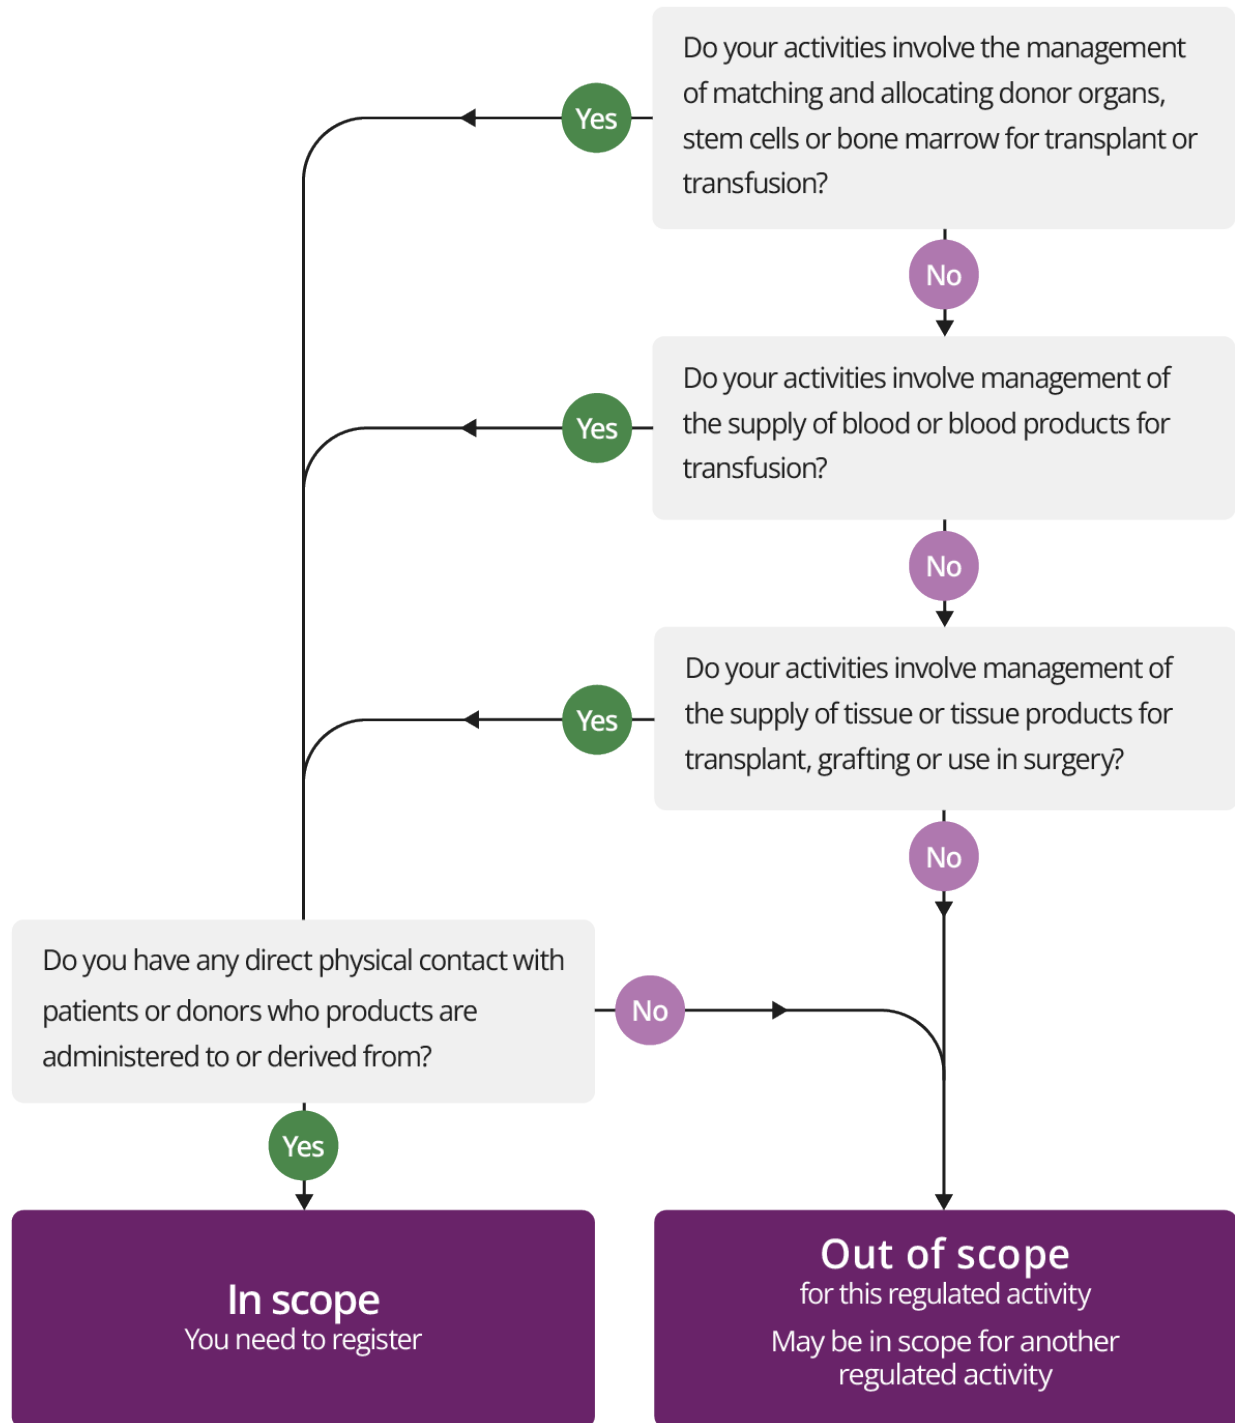 Do your activities involve the management
of matching and allocating donor organs,
stem cells or bone marrow for transplant or
transfusion?
Yes
No
Do your activities involve management of
the supply of blood or blood products for
transfusion?
Yes
No
Do your activities involve management of
the supply of tissue or tissue products for
transplant, grafting or use in surgery?
Yes
No
Do you have any direct physical contact with
patients or donors who products are
administered to or derived from?
No
Yes
In scope
You need to register
Out of scope
for this regulated activity
May be in scope for another
regulated activity